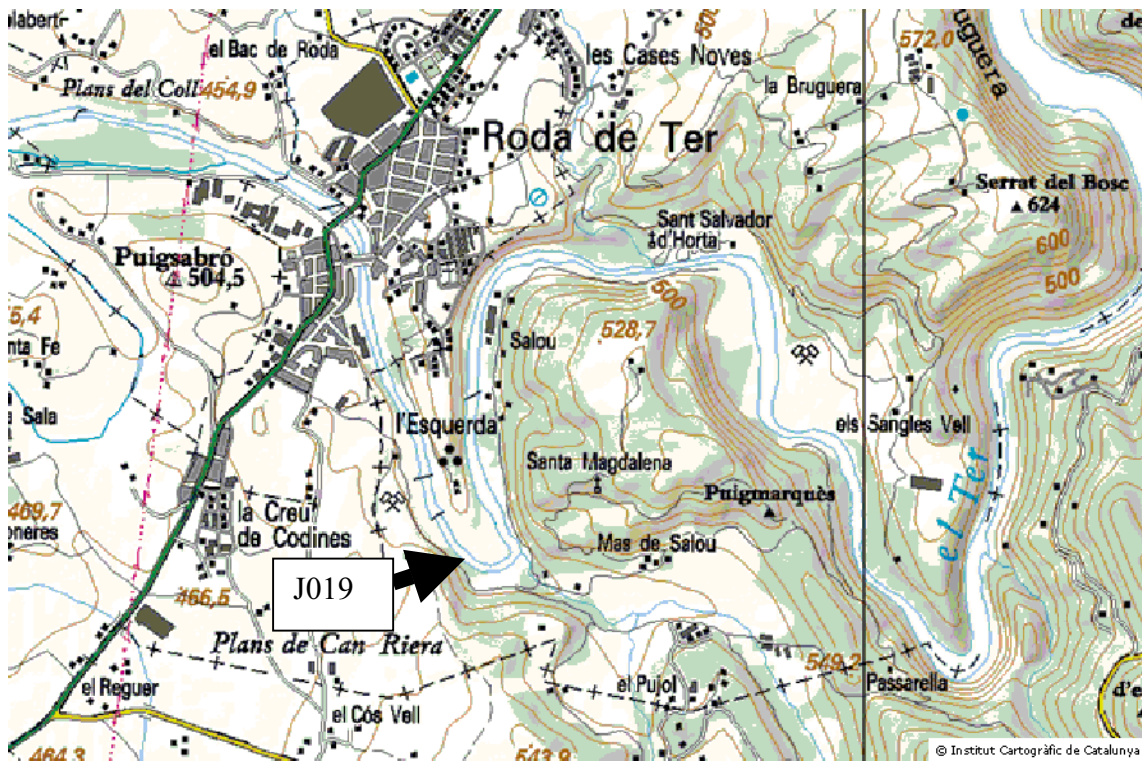 el Bac de Roda
Plans del Coll
454,9
les Cases Noves
la Bruguera
572,0
Roda de Ter
Serrat del Bosc
624
Sant Salvador
d'Horta
Puigsabró
504,5
600
500
500
528,7
Salou
la Sala
l'Esquerda
els Sangles Vell
el Ter
Santa Magdalena
Puigmarquès
469,7
la Creu
de Codines
Mas de Salou
J019
466,5
Plans de Can Riera
549,2
el Reguer
el Pujol
Passarella
el Cós Vell
464,3
543,9
© Institut Cartogràfic de Catalunya